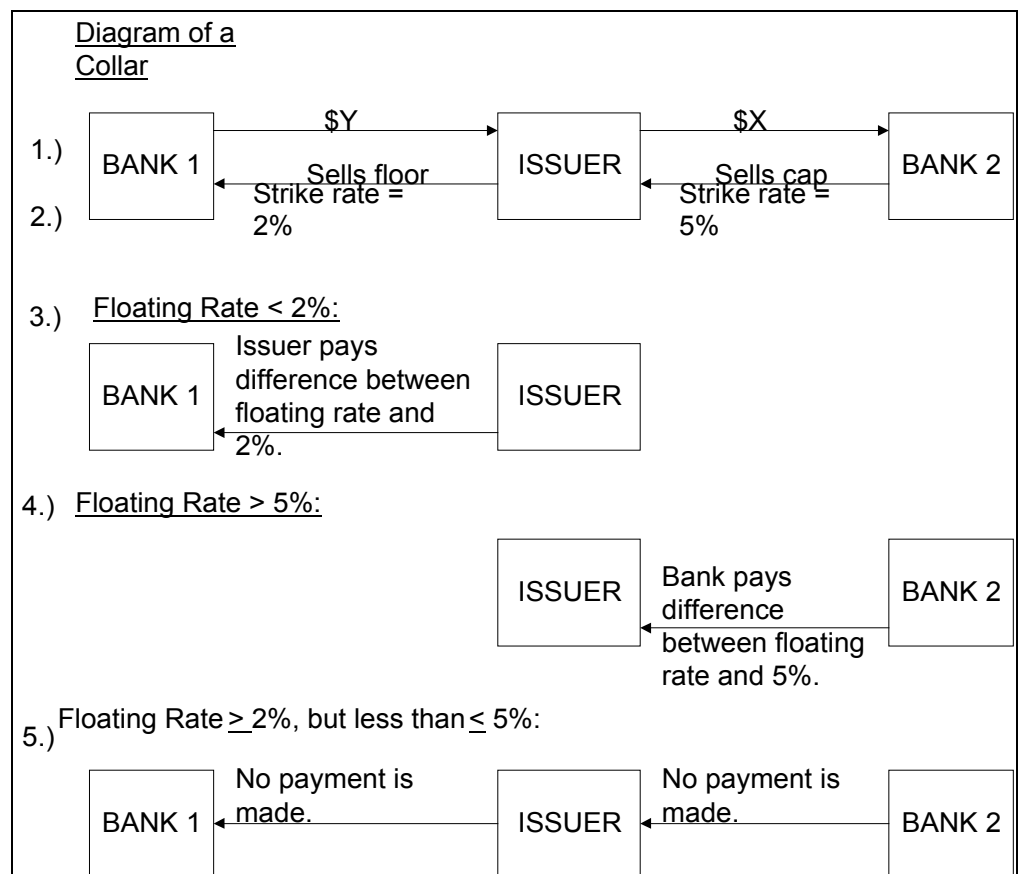 Diagram of a
Collar
$Y
$X
1.)
BANK 1
ISSUER
BANK 2
Sells floor
Sells cap
Strike rate =
Strike rate =
2.)
2%
5%
3.)
Floating Rate < 2%:
Issuer pays
difference between
floating rate and
2%.
BANK 1
ISSUER
4.)
Floating Rate > 5%:
ISSUER
Bank pays
difference
between floating
rate and 5%.
BANK 2
Floating Rate > 2%, but less than < 5%:
5.)
No payment is
made.
No payment is
made.
BANK 1
ISSUER
BANK 2